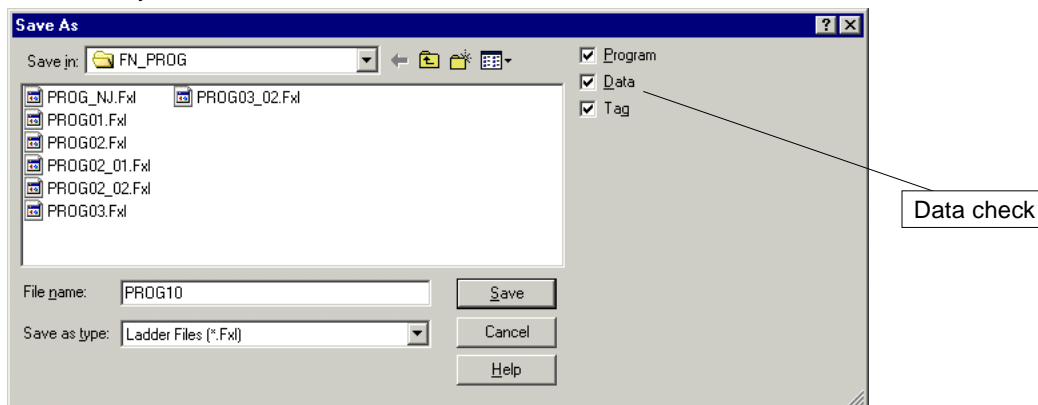 Save As
Save in: FN_PROG
PROG_NJ.Fxl
PROG01.Fxl
PROG02.Fxl
PROG02_01.Fxl
PROG02_02.Fxl
PROG03.Fxl
PROG03_02.Fxl
File name: PROG10
Save as type: Ladder Files (*.Fxl)
Save
Cancel
Help
Program
Data
Tag
Data check